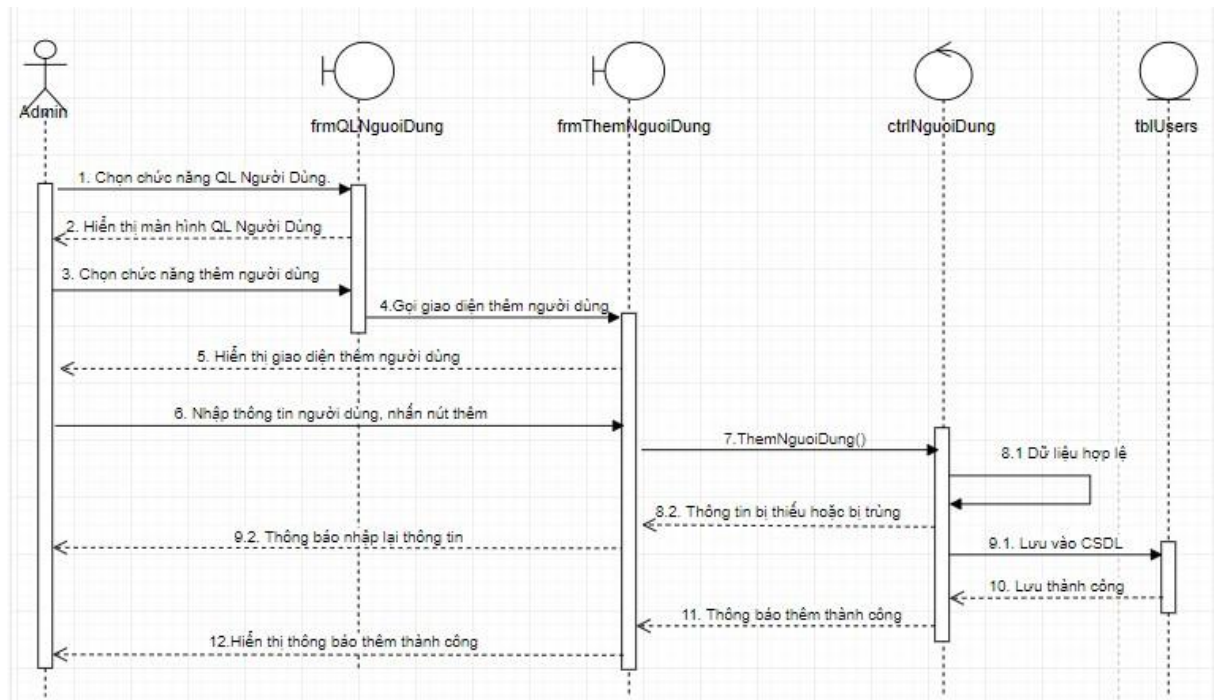 Admin
frmQLNguoiDung
frmThemNguoiDung
ctrlNguoiDung
tblUsers
1. Chọn chức năng QL Người Dùng.
2. Hiển thị màn hình QL Người Dùng
3. Chọn chức năng thêm người dùng
4.Gọi giao diện thêm người dùng
5. Hiển thị giao diện thêm người dùng
6. Nhập thông tin người dùng, nhấn nút thêm
7.ThemNguoiDung()
8.1 Dữ liệu hợp lệ
8.2. Thông tin bị thiếu hoặc bị trùng
9.2. Thông báo nhập lại thông tin
9.1. Lưu vào CSDL
10. Lưu thành công
11. Thông báo thêm thành công
12.Hiển thị thông báo thêm thành công